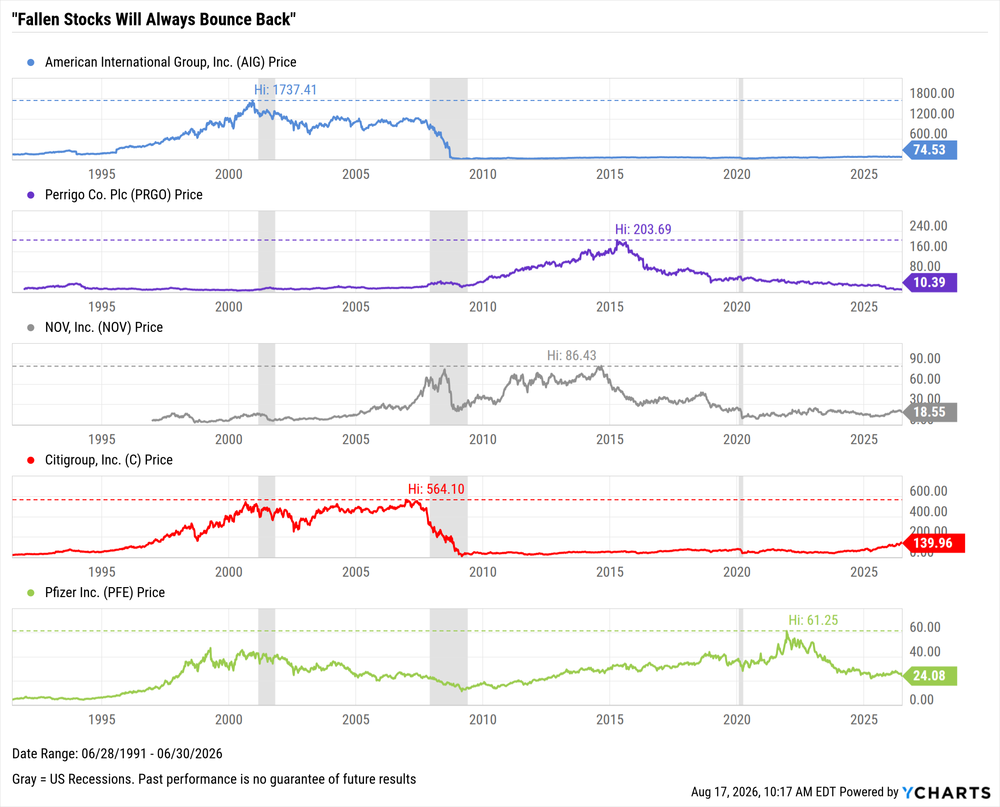 "Fallen Stocks Will Always Bounce Back"
American International Group, Inc. (AIG) Price
Hi: 1737.41
1800.00
1200.00
600.00
74.53
1995 2000 2005 2010 2015 2020 2025
Perrigo Co. Plc (PRGO) Price
Hi: 203.69
240.00
160.00
80.00
10.39
1995 2000 2005 2010 2015 2020 2025
NOV, Inc. (NOV) Price
Hi: 86.43
90.00
60.00
30.00
18.55
0.00
1995 2000 2005 2010 2015 2020 2025
Citigroup, Inc. (C) Price
Hi: 564.10
600.00
400.00
200.00
139.96
0.00
1995 2000 2005 2010 2015 2020 2025
Pfizer Inc. (PFE) Price
Hi: 61.25
60.00
40.00
24.08
0.00
1995 2000 2005 2010 2015 2020 2025
Date Range: 06/28/1991 - 06/30/2026
Gray = US Recessions. Past performance is no guarantee of future results
Aug 17, 2026, 10:17 AM EDT Powered by YCHARTS